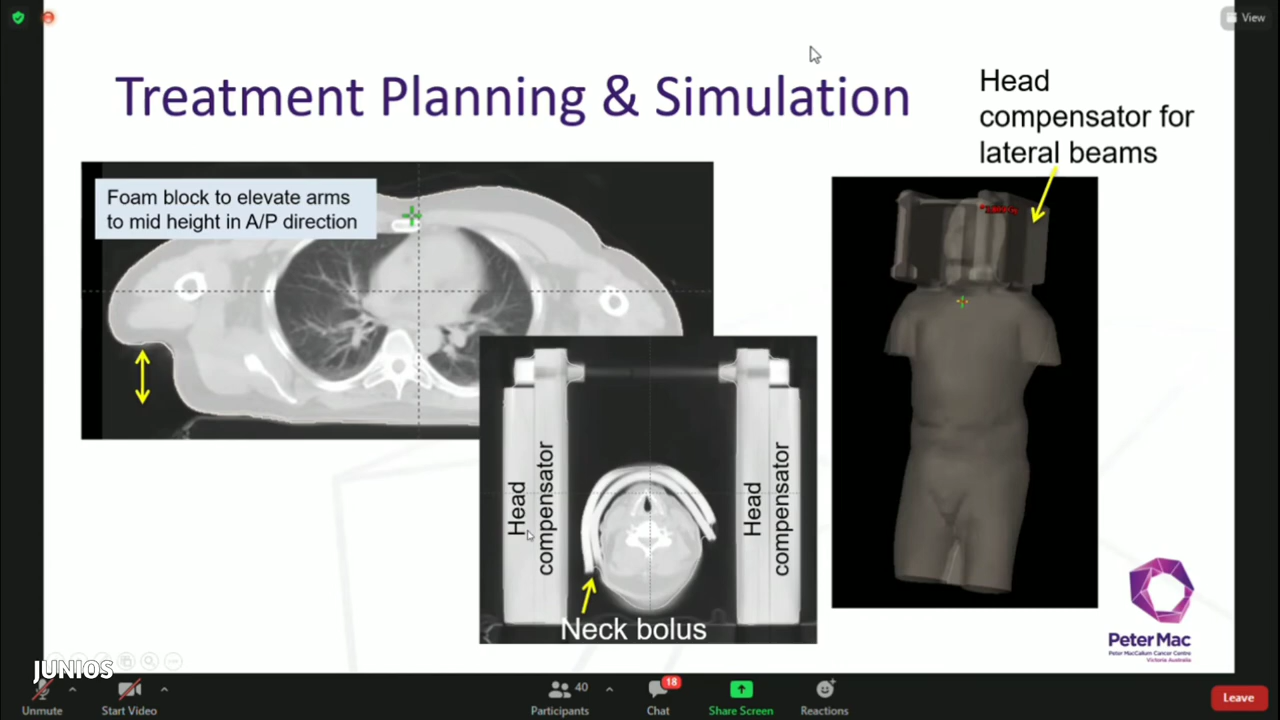 View
Treatment Planning & Simulation
Head
compensator for
lateral beams
Foam block to elevate arms
to mid height in A/P direction
Head
compensator
Head
compensator
Neck bolus
Peter Mac
Peter MacCallum Cancer Centre
Victoria Australia
JUNIOS
Unmute
Start Video
40
Participants
18
Chat
Share Screen
Reactions
Leave